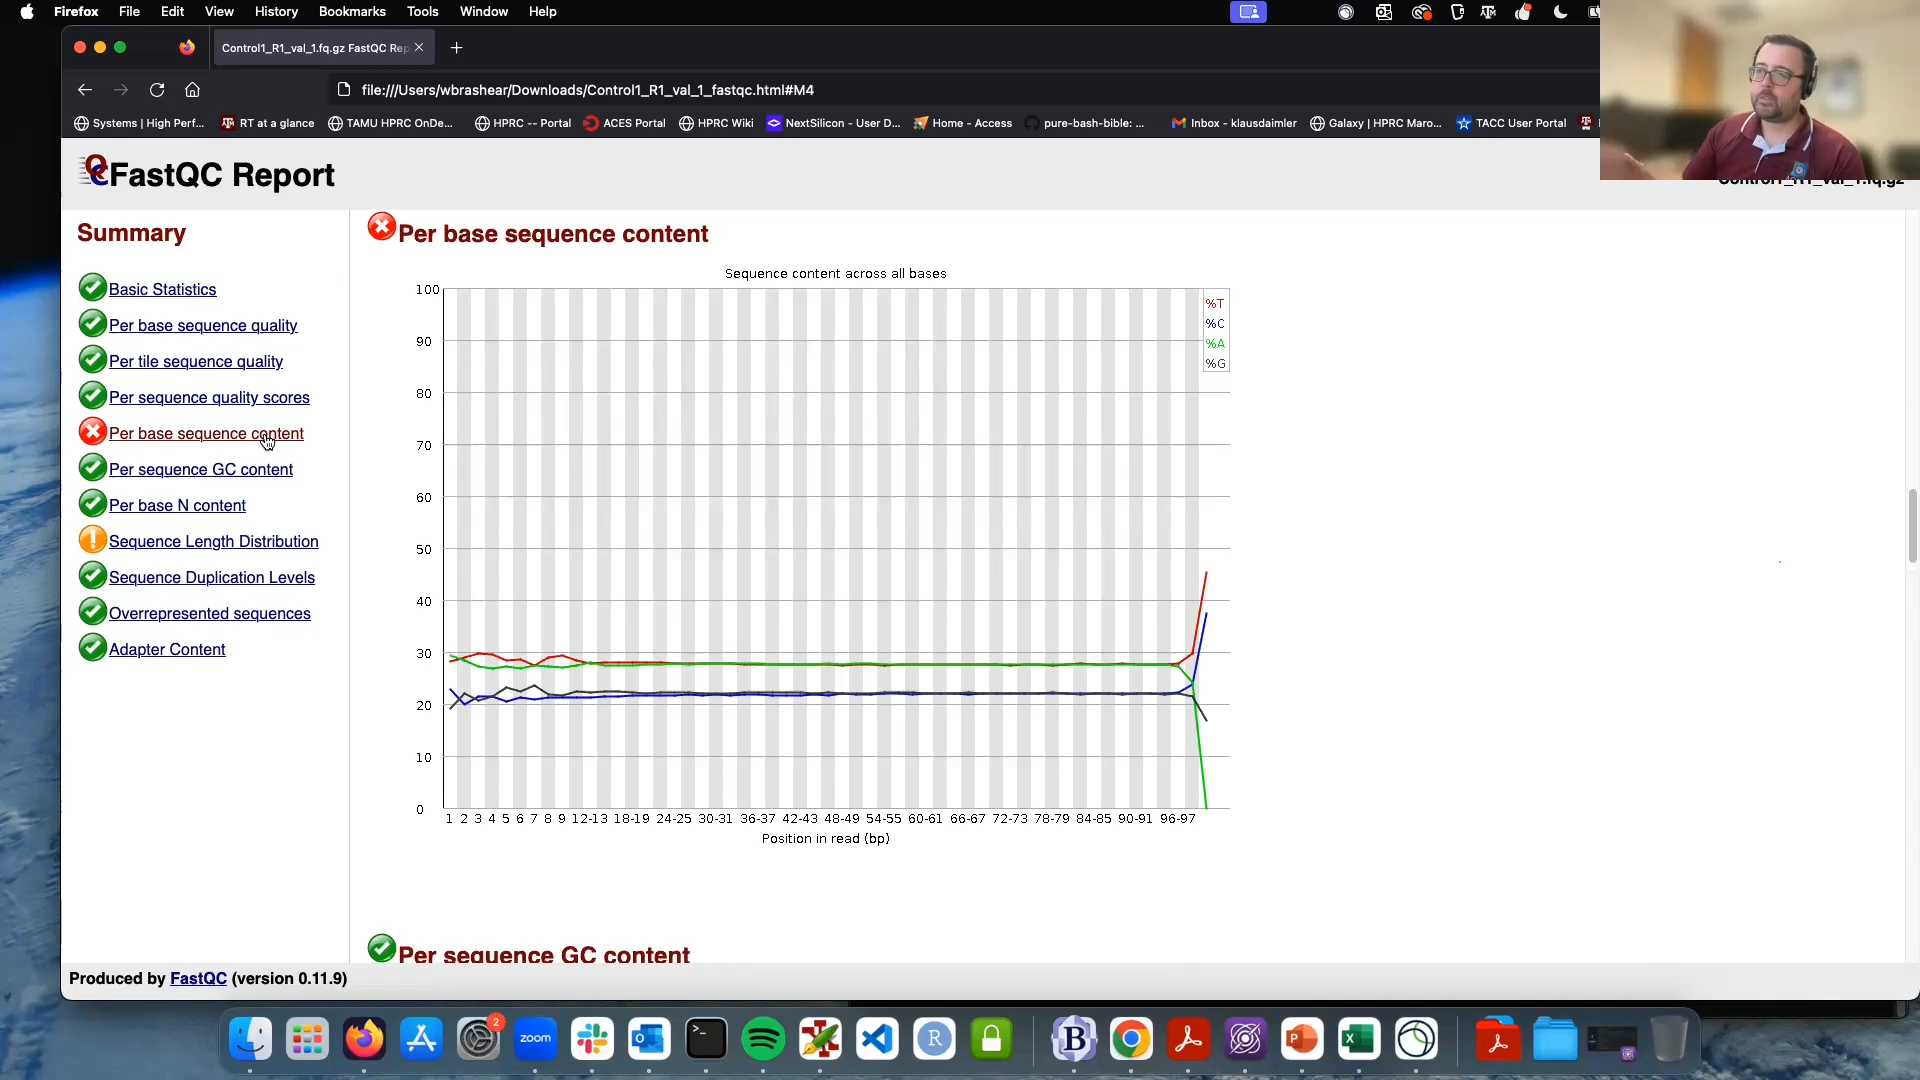 Firefox File Edit View History Bookmarks Tools Window Help
Control1_R1_val_1.fq.gz FastQC Rep
file:///Users/wbrashear/Downloads/Control1_R1_val_1_fastqc.html#M4
Systems | High Perf... RT at a glance TAMU HPRC OnDe... HPRC -- Portal ACES Portal HPRC Wiki NextSilicon - User D... Home - Access pure-bash-bible: ... Inbox - klausdaimler Galaxy | HPRC Maro... TACC User Portal
FastQC Report
Control1_R1_val_1.fq.gz
Summary
Basic Statistics
Per base sequence quality
Per tile sequence quality
Per sequence quality scores
Per base sequence content
Per sequence GC content
Per base N content
Sequence Length Distribution
Sequence Duplication Levels
Overrepresented sequences
Adapter Content
Per base sequence content
Sequence content across all bases
%T
%C
%A
%G
100
90
80
70
60
50
40
30
20
10
0
1 2 3 4 5 6 7 8 9 12-13 18-19 24-25 30-31 36-37 42-43 48-49 54-55 60-61 66-67 72-73 78-79 84-85 90-91 96-97
Position in read (bp)
Per sequence GC content
Produced by FastQC (version 0.11.9)
2
zoom